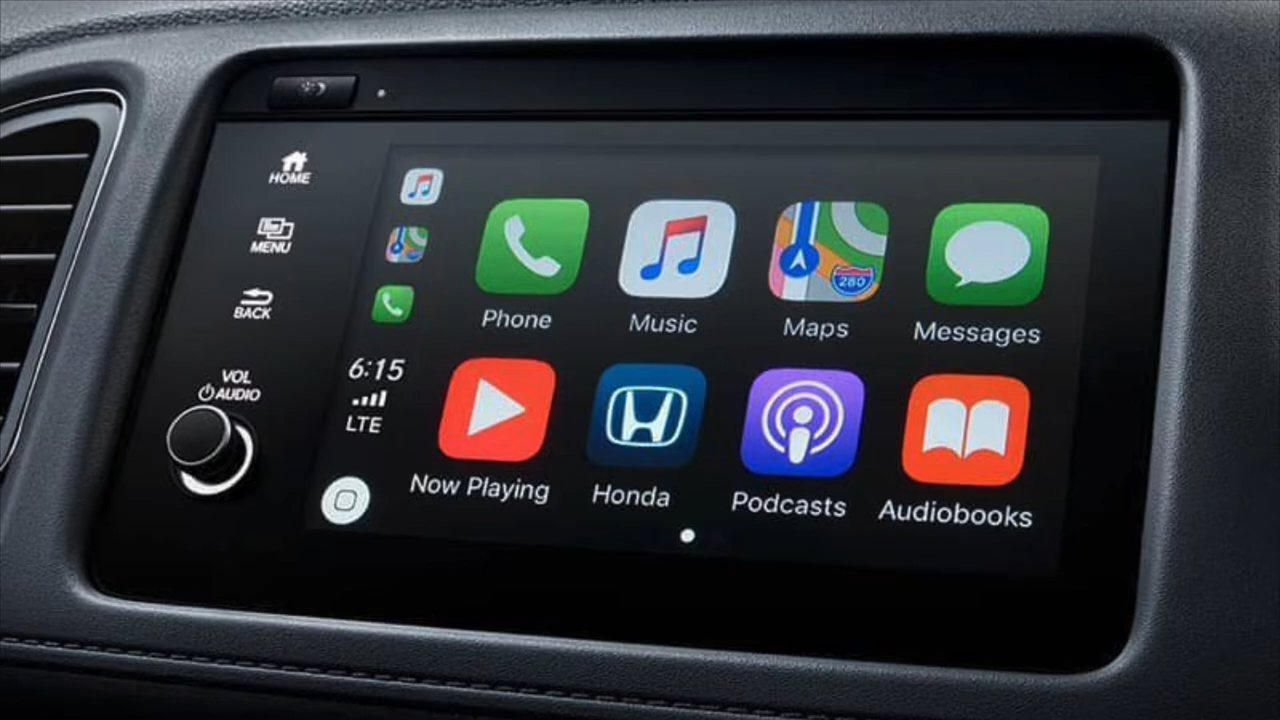 HOME
MENU
BACK
VOL
AUDIO
6:15
LTE
Phone
Music
Maps
280
Messages
Now Playing
Honda
Podcasts
Audiobooks